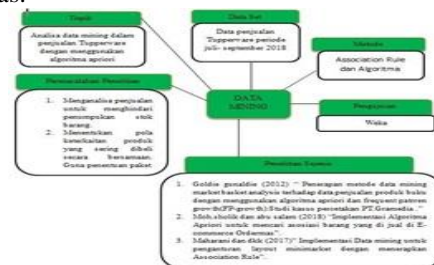 as.
Topik
Analisa data mining dalam
penjualan Tupperware
dengan menggunakan
algoritma apriori
Data Set
Data penjualan
Tupperware periode
juli- september 2018
Metode
Association Rule
dan Algoritma
Permasalahan Penelitian
1. Menganalisa penjualan
untuk menghindari
penumpukan stok
barang.
2. Menentukan pola
keterkaitan produk
yang sering dibeli
secara bersamaan.
Guna penentuan paket
DATA
MINING
Pengujian
Weka
1. Goldie gunaldie (2012) " Penerapan metode data mining
market basket analysis terhadap data penjualan produk buku
dengan menggunakan algoritma apriori dan frequent patren
growth(FP-growth) Studi kasus percetakan PT.Gramedia ."
2. Moh.sholik dan abu salam (2018) "Implementasi Algoritma
Apriori untuk mencari asosiasi barang yang di jual di E-
commerce Ordermas".
3. Maharani dan dkk (2017)" Implementasi Data mining untuk
pengaturan layout minimarket dengan menerapkan
Association Rule".